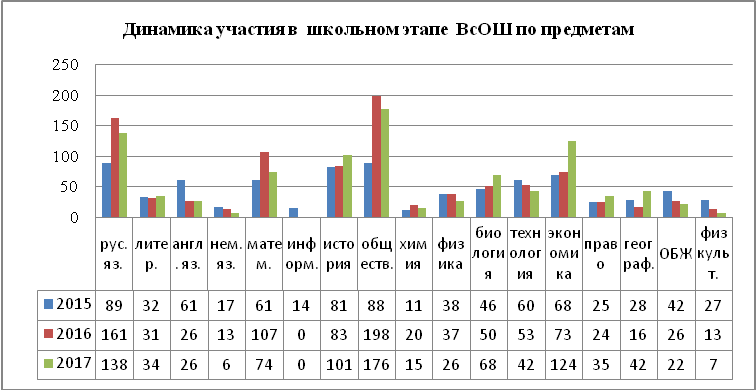 Динамика участия в школьном этапе ВсОШ по предметам
250
200
150
100
50
0
рус. яз. литер. англ. яз. нем. яз. матем. информ. история обществ. химия физика биология технология экономика право географ. ОБЖ физкульт.
2015 89 32 61 17 61 14 81 88 11 38 46 60 68 25 28 42 27
2016 161 31 26 13 107 0 83 198 20 37 50 53 73 24 16 26 13
2017 138 34 26 6 74 0 101 176 15 26 68 42 124 35 42 22 7